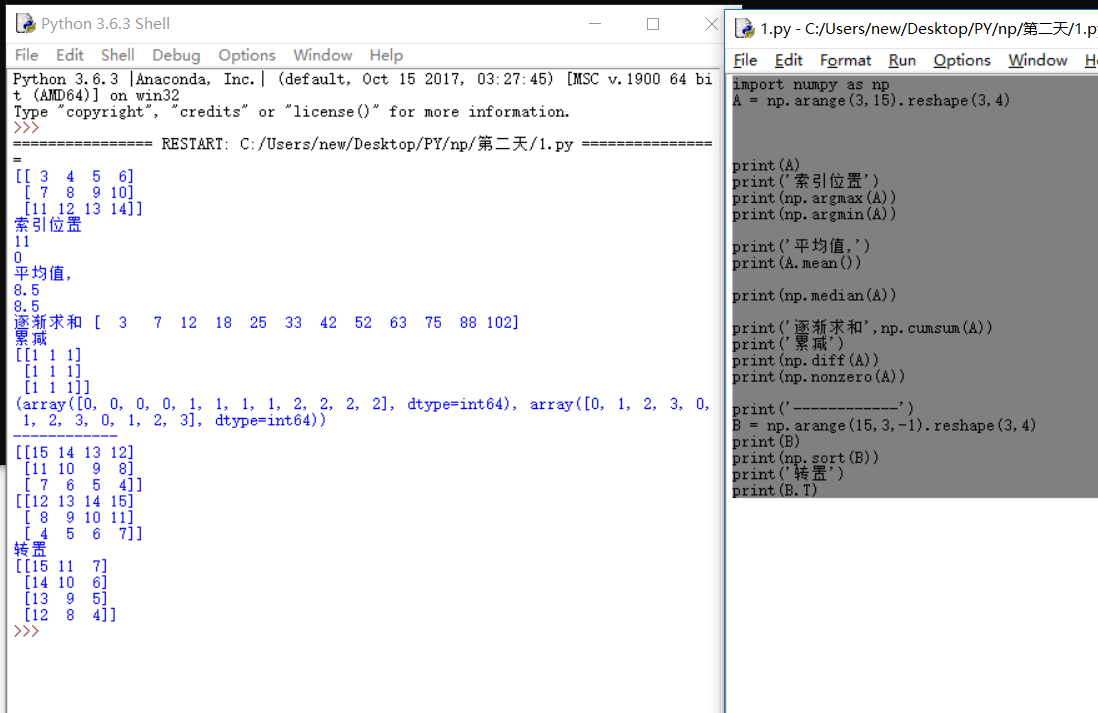 Python 3.6.3 Shell
File Edit Shell Debug Options Window Help
Python 3.6.3 |Anaconda, Inc.| (default, Oct 15 2017, 03:27:45) [MSC v.1900 64 bi
t (AMD64)] on win32
Type "copyright", "credits" or "license()" for more information.
>>>
================ RESTART: C:/Users/new/Desktop/PY/np/第二天/1.py ===============
=
[[ 3  4  5  6]
 [ 7  8  9 10]
 [11 12 13 14]]
索引位置
11
0
平均值,
8.5
8.5
逐渐求和 [  3   7  12  18  25  33  42  52  63  75  88 102]
累减
[[1 1 1]
 [1 1 1]
 [1 1 1]]
(array([0, 0, 0, 0, 1, 1, 1, 1, 2, 2, 2, 2], dtype=int64), array([0, 1, 2, 3, 0,
 1, 2, 3, 0, 1, 2, 3], dtype=int64))
------------
[[15 14 13 12]
 [11 10  9  8]
 [ 7  6  5  4]]
[[12 13 14 15]
 [ 8  9 10 11]
 [ 4  5  6  7]]
转置
[[15 11  7]
 [14 10  6]
 [13  9  5]
 [12  8  4]]
>>>
1.py - C:/Users/new/Desktop/PY/np/第二天/1.py
File Edit Format Run Options Window
import numpy as np
A = np.arange(3,15).reshape(3,4)
print(A)
print('索引位置')
print(np.argmax(A))
print(np.argmin(A))
print('平均值,')
print(A.mean())
print(np.median(A))
print('逐渐求和',np.cumsum(A))
print('累减')
print(np.diff(A))
print(np.nonzero(A))
print('------------')
B = np.arange(15,3,-1).reshape(3,4)
print(B)
print(np.sort(B))
print('转置')
print(B.T)